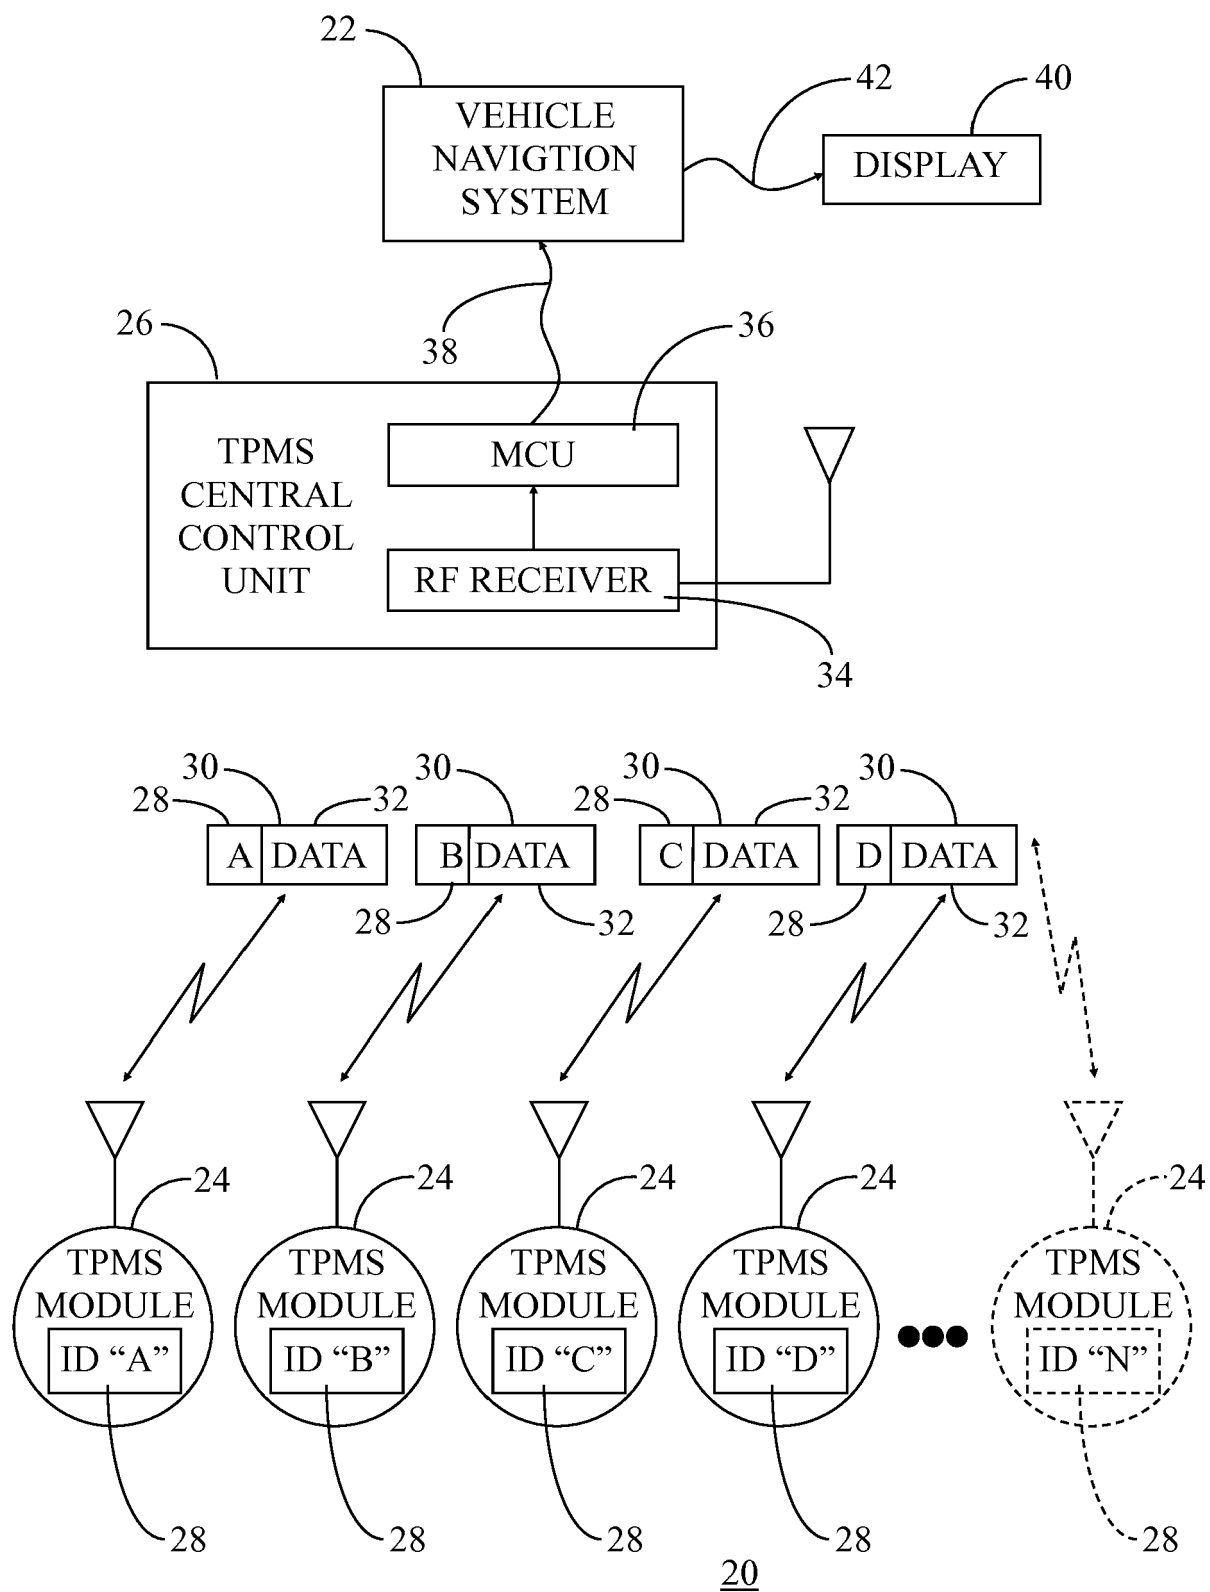 22
42
40
VEHICLE
NAVIGTION
SYSTEM
DISPLAY
26
38
36
TPMS
CENTRAL
CONTROL
UNIT
MCU
RF RECEIVER
34
28
30
32
30
28
30
32
30
A DATA
B DATA
C DATA
D DATA
28
32
28
32
24
24
24
24
24
TPMS
MODULE
ID “A”
TPMS
MODULE
ID “B”
TPMS
MODULE
ID “C”
TPMS
MODULE
ID “D”
TPMS
MODULE
ID “N”
28
28
28
28
28
20